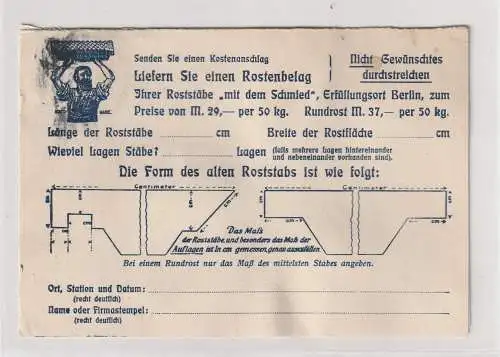 Senden Sie einen Kostenanschlag
Liefern Sie einen Rostenbelag
Nicht Gewünschtes
durchstreichen
Ihrer Roststäbe „mit dem Schmied“, Erfüllungsort Berlin, zum
Preise von M. 29,— per 50 kg. Rundrost M. 37,— per 50 kg.
Länge der Roststäbe cm Breite der Rostfläche cm
Wieviel Lagen Stäbe? Lagen (falls mehrere Lagen hintereinander
und nebeneinander vorhanden sind).
Die Form des alten Roststabs ist wie folgt:
Centimeter Centimeter
cm cm cm cm
Das Maß
der Roststäbe, und besonders das Maß der
Auflagen ist in cm gemessen, genau auszufüllen
Bei einem Rundrost nur das Maß des mittelsten Stabes angeben.
Ort, Station und Datum:
(recht deutlich)
Name oder Firmastempel:
(recht deutlich)